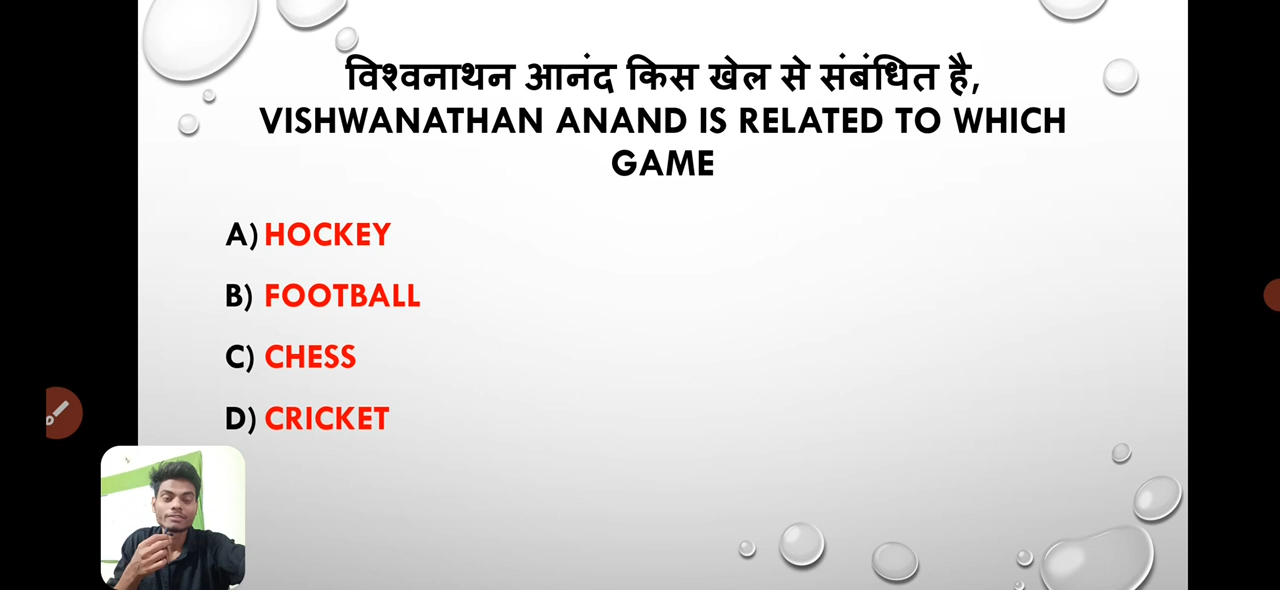 विश्वनाथन आनंद किस खेल से संबंधित है,
VISHWANATHAN ANAND IS RELATED TO WHICH
GAME
A) HOCKEY
B) FOOTBALL
C) CHESS
D) CRICKET